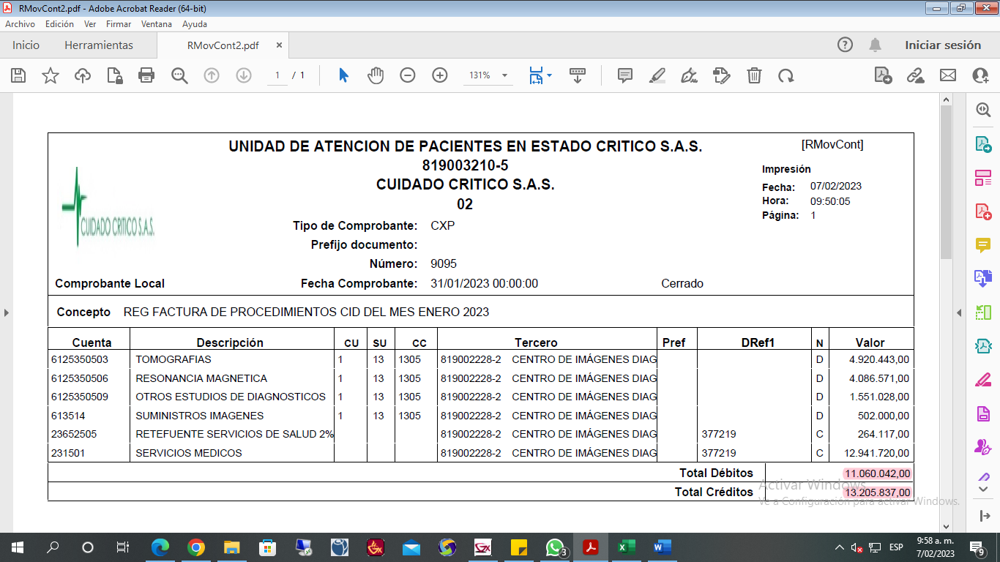 RMovCont2.pdf - Adobe Acrobat Reader (64-bit)
Archivo Edición Ver Firmar Ventana Ayuda
Inicio Herramientas RMovCont2.pdf × Iniciar sesión
1 / 1 131%
UNIDAD DE ATENCION DE PACIENTES EN ESTADO CRITICO S.A.S. [RMovCont]
819003210-5
CUIDADO CRITICO S.A.S.
02
Impresión
Fecha: 07/02/2023
Hora: 09:50:05
Página: 1
CUIDADO CRITICO S.A.S.
Tipo de Comprobante: CXP
Prefijo documento:
Número: 9095
Comprobante Local Fecha Comprobante: 31/01/2023 00:00:00 Cerrado
Concepto REG FACTURA DE PROCEDIMIENTOS CID DEL MES ENERO 2023
Cuenta Descripción CU SU CC Tercero Pref DRef1 N Valor
6125350503 TOMOGRAFIAS 1 13 1305 819002228-2 CENTRO DE IMÁGENES DIAG D 4.920.443,00
6125350506 RESONANCIA MAGNETICA 1 13 1305 819002228-2 CENTRO DE IMÁGENES DIAG D 4.086.571,00
6125350509 OTROS ESTUDIOS DE DIAGNOSTICOS 1 13 1305 819002228-2 CENTRO DE IMÁGENES DIAG D 1.551.028,00
613514 SUMINISTROS IMAGENES 1 13 1305 819002228-2 CENTRO DE IMÁGENES DIAG D 502.000,00
23652505 RETEFUENTE SERVICIOS DE SALUD 2% 819002228-2 CENTRO DE IMÁGENES DIAG 377219 C 264.117,00
231501 SERVICIOS MEDICOS 819002228-2 CENTRO DE IMÁGENES DIAG 377219 C 12.941.720,00
Total Débitos 11.060.042,00
Total Créditos 13.205.837,00
Activar Windows
Ve a Configuración para activar Windows.
3 ESP 9:58 a. m.
7/02/2023 9